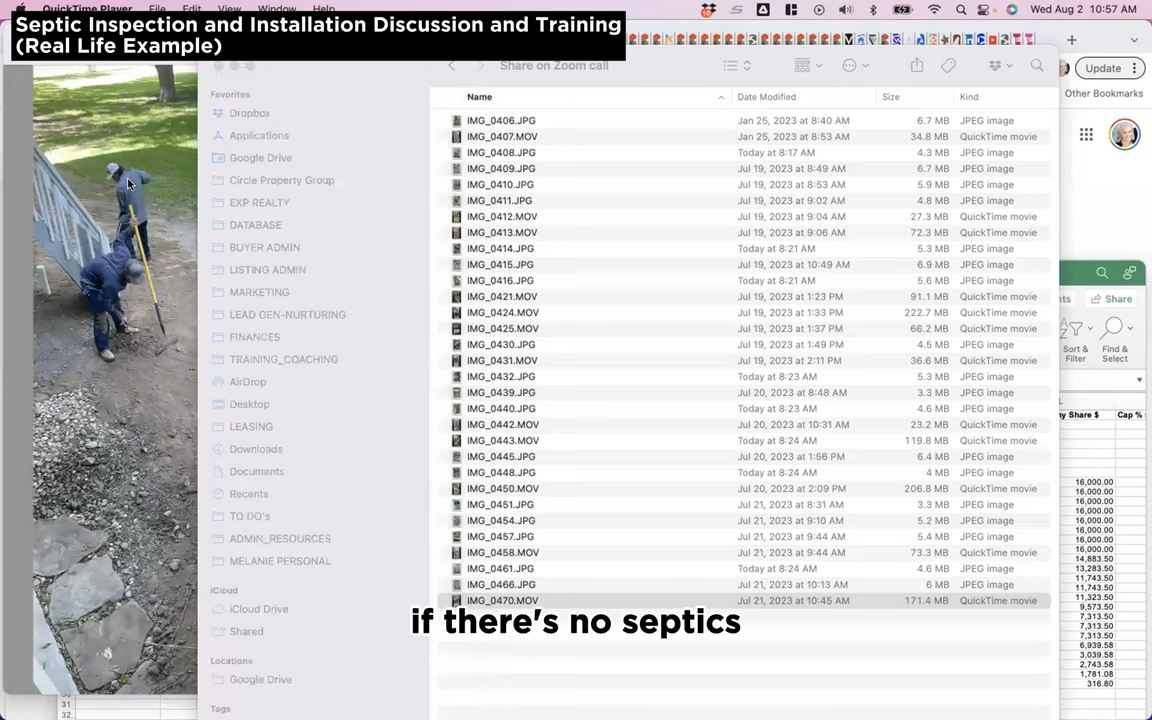 QuickTime Player File Edit View Window Help
Wed Aug 2 10:57 AM
Septic Inspection and Installation Discussion and Training
(Real Life Example)
Update
Other Bookmarks
Share on Zoom call
Favorites
Dropbox
Applications
Google Drive
Circle Property Group
EXP REALTY
DATABASE
BUYER ADMIN
LISTING ADMIN
MARKETING
LEAD GEN-NURTURING
FINANCES
TRAINING_COACHING
AirDrop
Desktop
LEASING
Downloads
Documents
Recents
TO DO's
ADMIN_RESOURCES
MELANIE PERSONAL
iCloud
iCloud Drive
Shared
Locations
Google Drive
Tags
Name Date Modified Size Kind
IMG_0406.JPG Jan 25, 2023 at 8:40 AM 6.7 MB JPEG image
IMG_0407.MOV Jan 25, 2023 at 8:53 AM 34.8 MB QuickTime movie
IMG_0408.JPG Today at 8:17 AM 4.3 MB JPEG image
IMG_0409.JPG Jul 19, 2023 at 8:49 AM 6.7 MB JPEG image
IMG_0410.JPG Jul 19, 2023 at 8:53 AM 5.9 MB JPEG image
IMG_0411.JPG Jul 19, 2023 at 9:02 AM 4.8 MB JPEG image
IMG_0412.MOV Jul 19, 2023 at 9:04 AM 27.3 MB QuickTime movie
IMG_0413.MOV Jul 19, 2023 at 9:06 AM 72.3 MB QuickTime movie
IMG_0414.JPG Today at 8:21 AM 5.3 MB JPEG image
IMG_0415.JPG Jul 19, 2023 at 10:49 AM 6.9 MB JPEG image
IMG_0416.JPG Today at 8:21 AM 5.6 MB JPEG image
IMG_0421.MOV Jul 19, 2023 at 1:23 PM 91.1 MB QuickTime movie
IMG_0424.MOV Jul 19, 2023 at 1:33 PM 222.7 MB QuickTime movie
IMG_0425.MOV Jul 19, 2023 at 1:37 PM 66.2 MB QuickTime movie
IMG_0430.JPG Jul 19, 2023 at 1:49 PM 4.5 MB JPEG image
IMG_0431.MOV Jul 19, 2023 at 2:11 PM 36.6 MB QuickTime movie
IMG_0432.JPG Today at 8:23 AM 5.3 MB JPEG image
IMG_0439.JPG Jul 20, 2023 at 8:48 AM 3.3 MB JPEG image
IMG_0440.JPG Today at 8:23 AM 4.6 MB JPEG image
IMG_0442.MOV Jul 20, 2023 at 10:31 AM 23.2 MB QuickTime movie
IMG_0443.MOV Today at 8:24 AM 119.8 MB QuickTime movie
IMG_0445.JPG Jul 20, 2023 at 1:56 PM 6.4 MB JPEG image
IMG_0448.JPG Today at 8:24 AM 4 MB JPEG image
IMG_0450.MOV Jul 20, 2023 at 2:09 PM 206.8 MB QuickTime movie
IMG_0451.JPG Jul 21, 2023 at 8:31 AM 3.3 MB JPEG image
IMG_0454.JPG Jul 21, 2023 at 9:10 AM 5.2 MB JPEG image
IMG_0457.JPG Jul 21, 2023 at 9:44 AM 5.4 MB JPEG image
IMG_0458.MOV Jul 21, 2023 at 9:44 AM 73.3 MB QuickTime movie
IMG_0461.JPG Today at 8:24 AM 4.6 MB JPEG image
IMG_0466.JPG Jul 21, 2023 at 10:13 AM 6 MB JPEG image
IMG_0470.MOV Jul 21, 2023 at 10:45 AM 171.4 MB QuickTime movie
if there's no septics
nts Share
Sort & Filter
Find & Select
L
ny Share $ Cap %
16,000.00
16,000.00
16,000.00
16,000.00
16,000.00
16,000.00
16,000.00
14,883.50
13,283.50
11,743.50
11,743.50
11,323.50
9,573.50
7,313.50
7,313.50
7,313.50
6,939.58
3,039.58
2,743.58
1,781.08
316.80
31
32